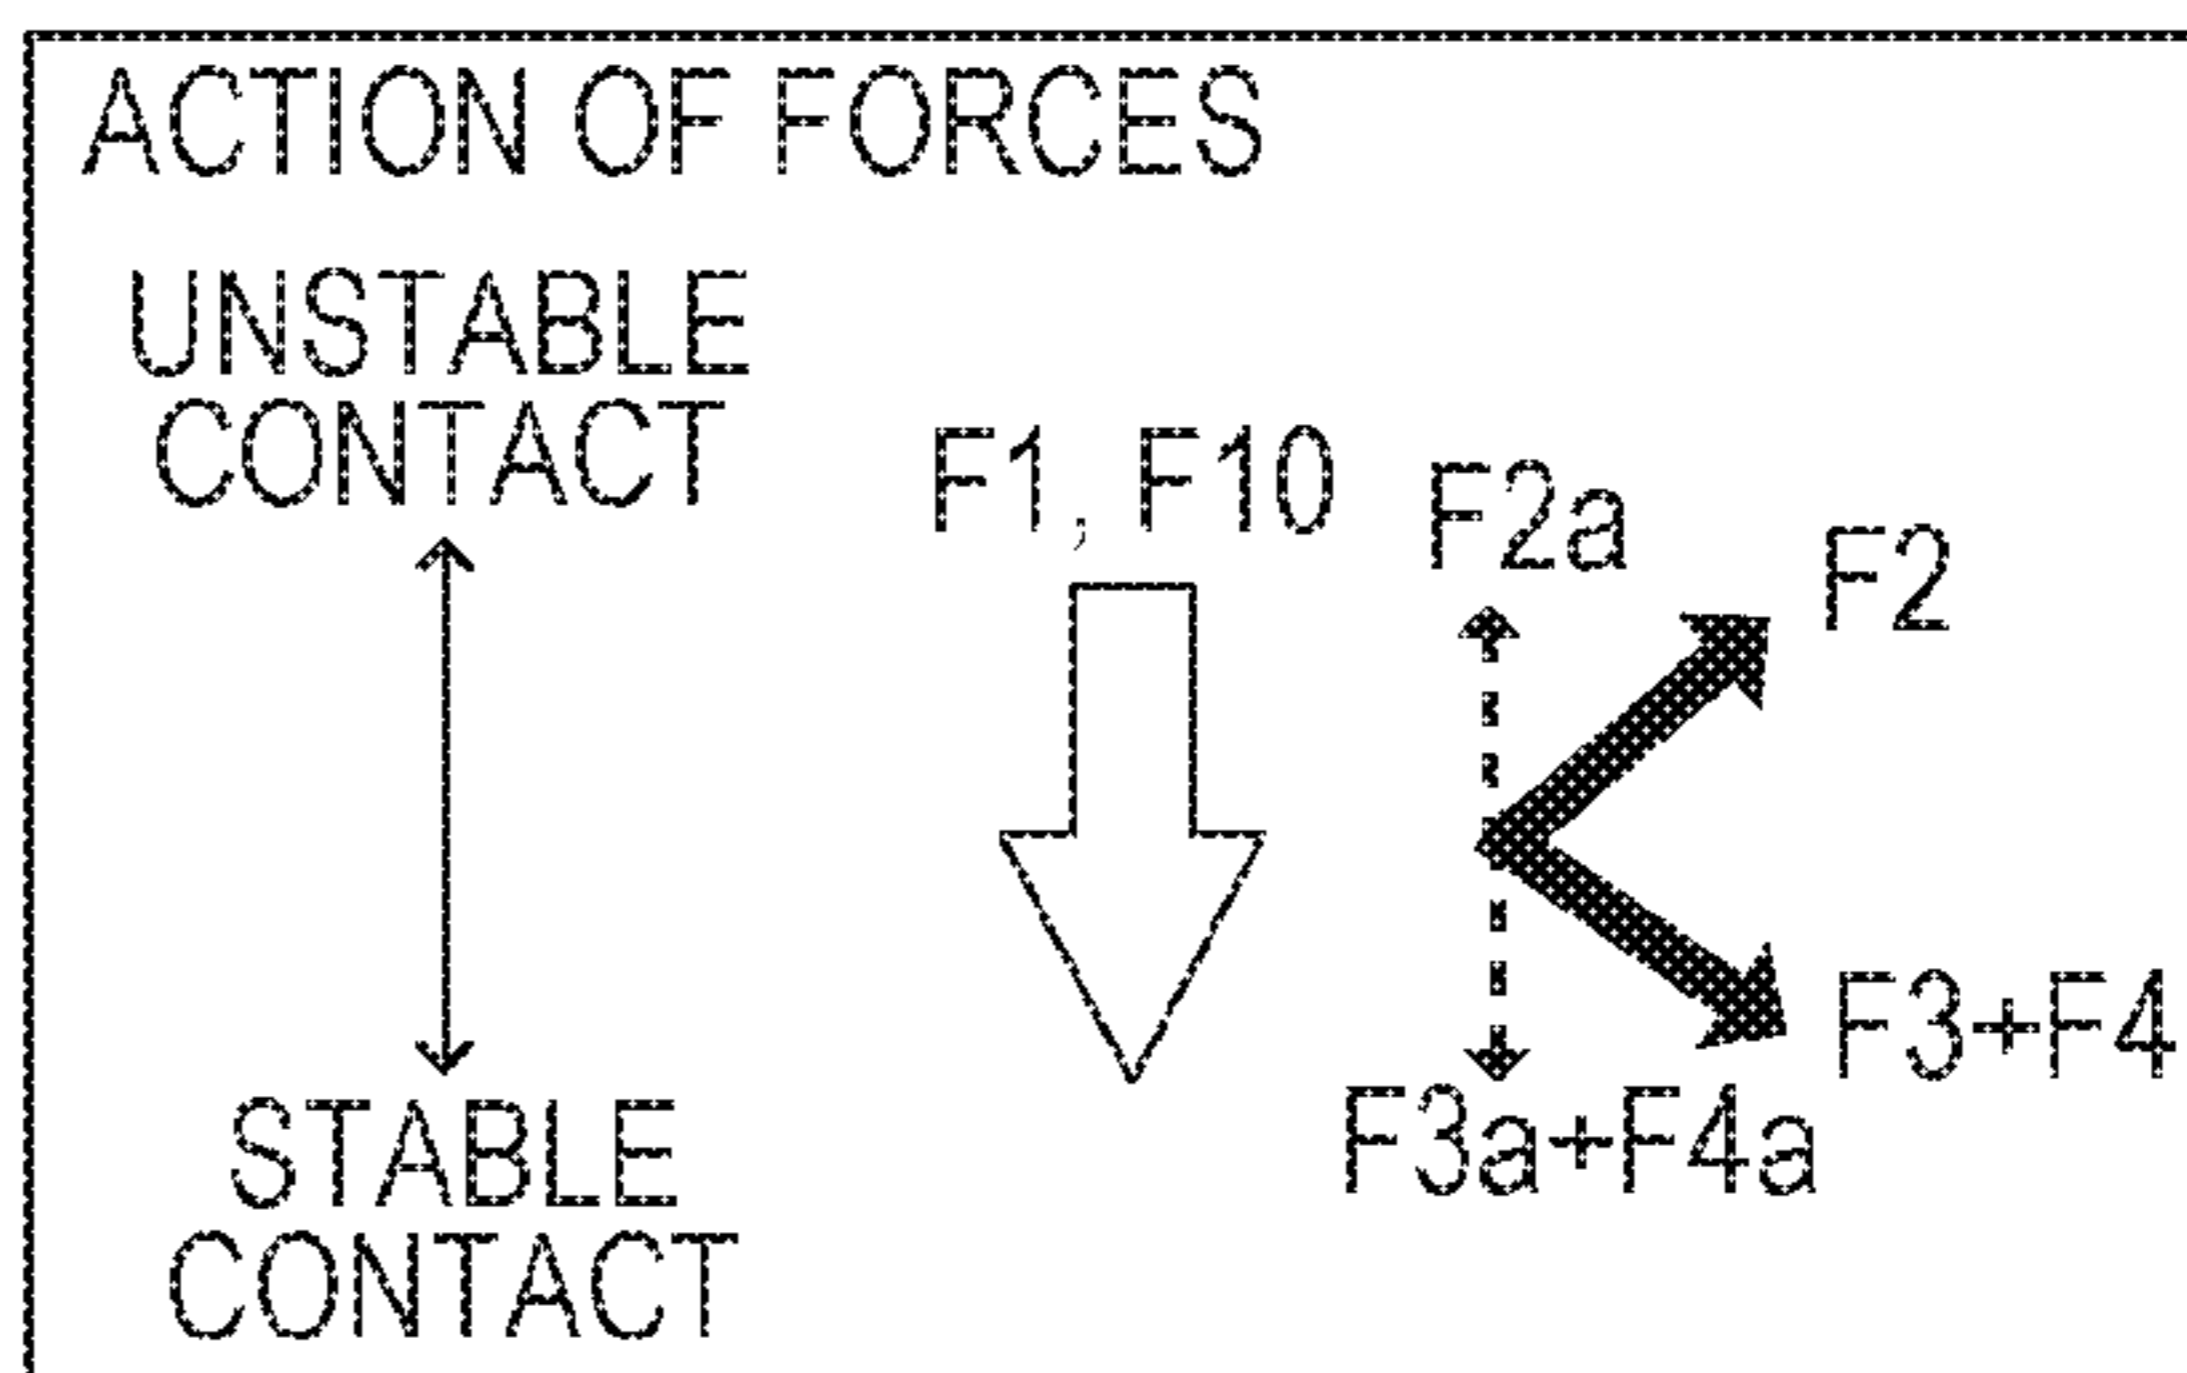 ACTION OF FORCES
UNSTABLE
CONTACT
F1, F10
F2a
F2
F3+F4
F3a+F4a
STABLE
CONTACT